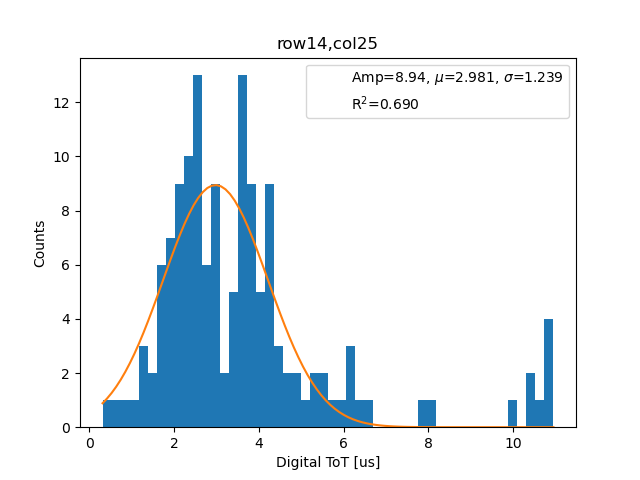 row14,col25
Amp=8.94, μ=2.981, σ=1.239
R²=0.690
Counts
12
10
8
6
4
2
0
0 2 4 6 8 10
Digital ToT [us]